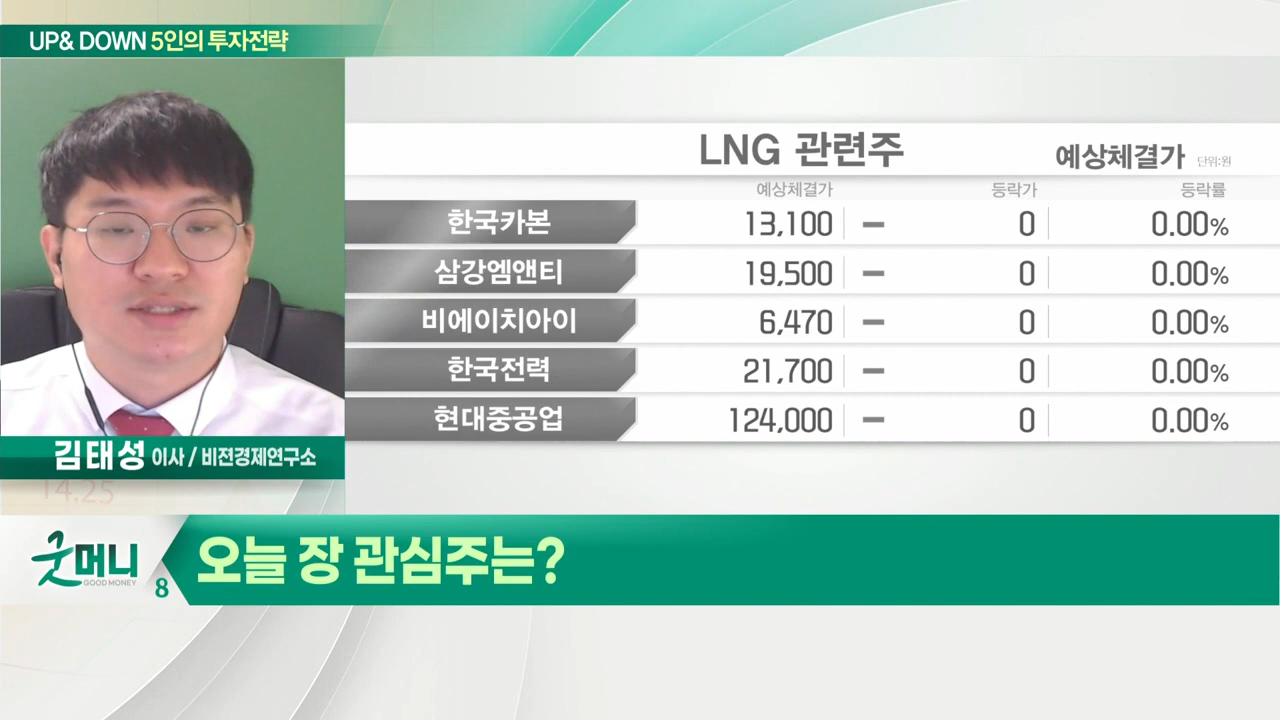 UP& DOWN 5인의 투자전략
LNG 관련주
예상체결가 단위:원
예상체결가 등락가 등락률
한국카본 13,100 － 0 0.00%
삼강엠앤티 19,500 － 0 0.00%
비에이치아이 6,470 － 0 0.00%
한국전력 21,700 － 0 0.00%
현대중공업 124,000 － 0 0.00%
김태성 이사 / 비전경제연구소
14.25
굿머니
GOOD MONEY
8
오늘 장 관심주는?